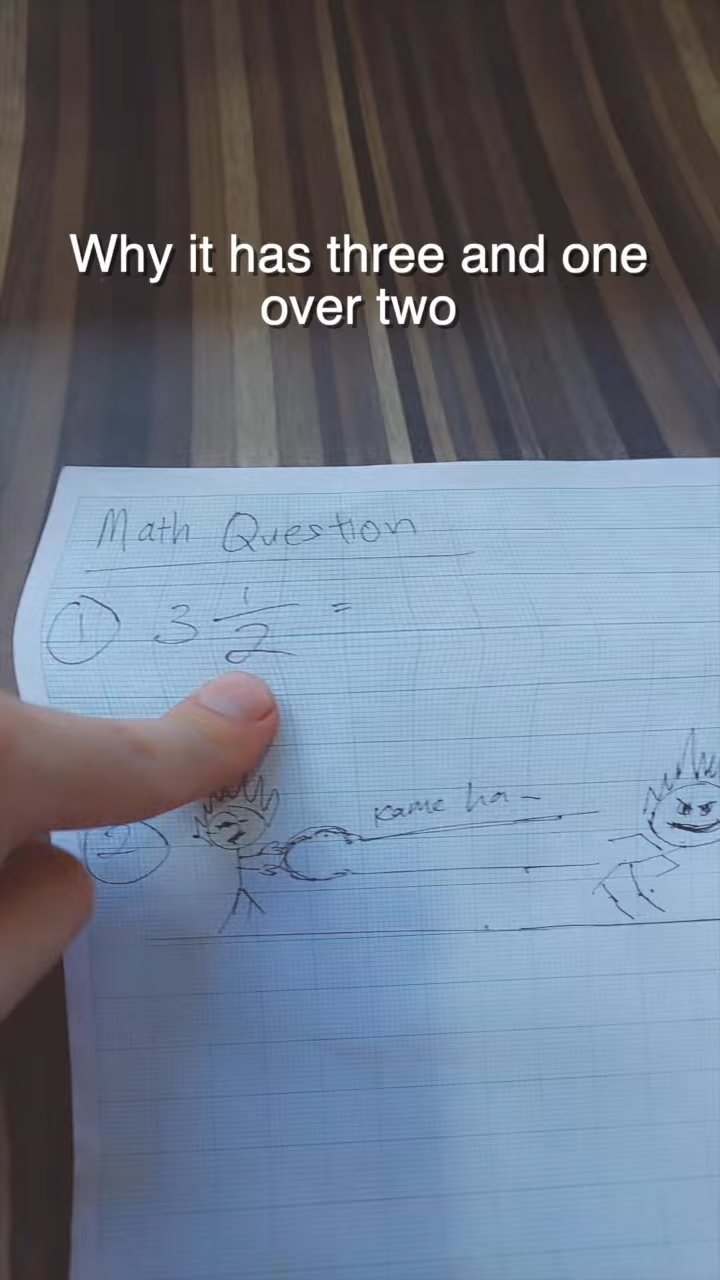 Why it has three and one
over two
Math Question
1 3 1/2 =
kame ha -
2